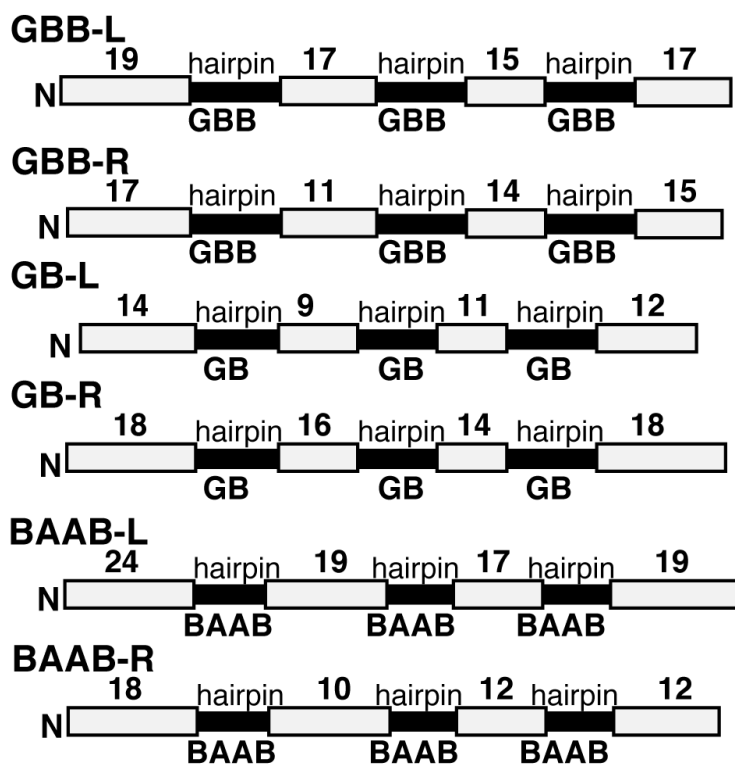 GBB-L
19 hairpin 17 hairpin 15 hairpin 17
N
GBB GBB GBB
GBB-R
17 hairpin 11 hairpin 14 hairpin 15
N
GBB GBB GBB
GB-L
14 hairpin 9 hairpin 11 hairpin 12
N
GB GB GB
GB-R
18 hairpin 16 hairpin 14 hairpin 18
N
GB GB GB
BAAB-L
24 hairpin 19 hairpin 17 hairpin 19
N
BAAB BAAB BAAB
BAAB-R
18 hairpin 10 hairpin 12 hairpin 12
N
BAAB BAAB BAAB